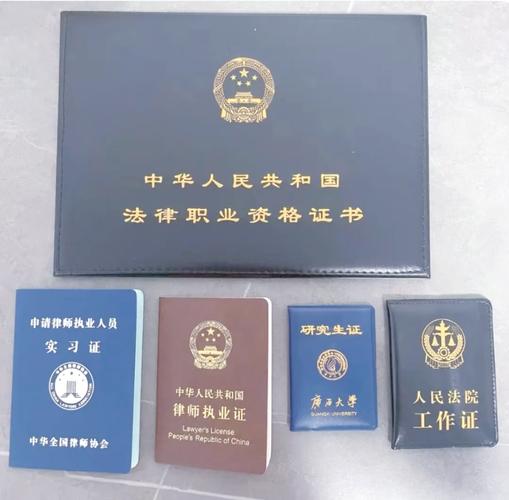 中华人民共和国
法律职业资格证书
申请律师执业人员
实习证
中华全国律师协会
中华人民共和国
律师执业证
Lawyer's License
People's Republic of China
研究生证
广西大学
GUANGXI UNIVERSITY
人民法院
工作证